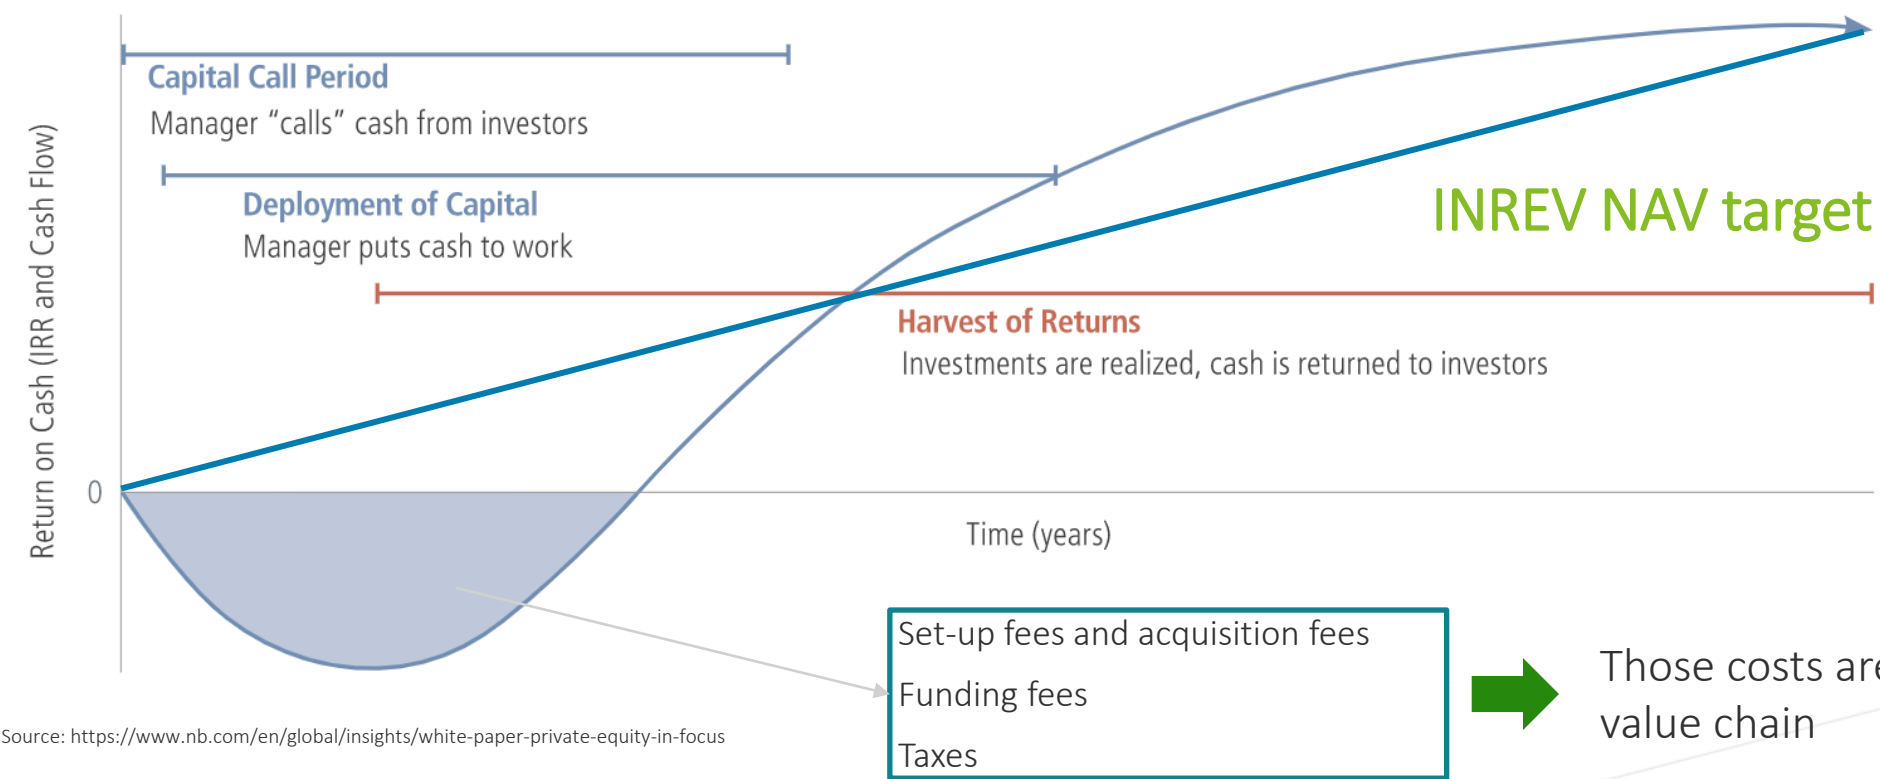 Capital Call Period
Manager “calls” cash from investors
Deployment of Capital
Manager puts cash to work
INREV NAV target
Harvest of Returns
Investments are realized, cash is returned to investors
Return on Cash (IRR and Cash Flow)
0
Time (years)
Set-up fees and acquisition fees
Funding fees
Taxes
Those costs are
value chain
Source: https://www.nb.com/en/global/insights/white-paper-private-equity-in-focus